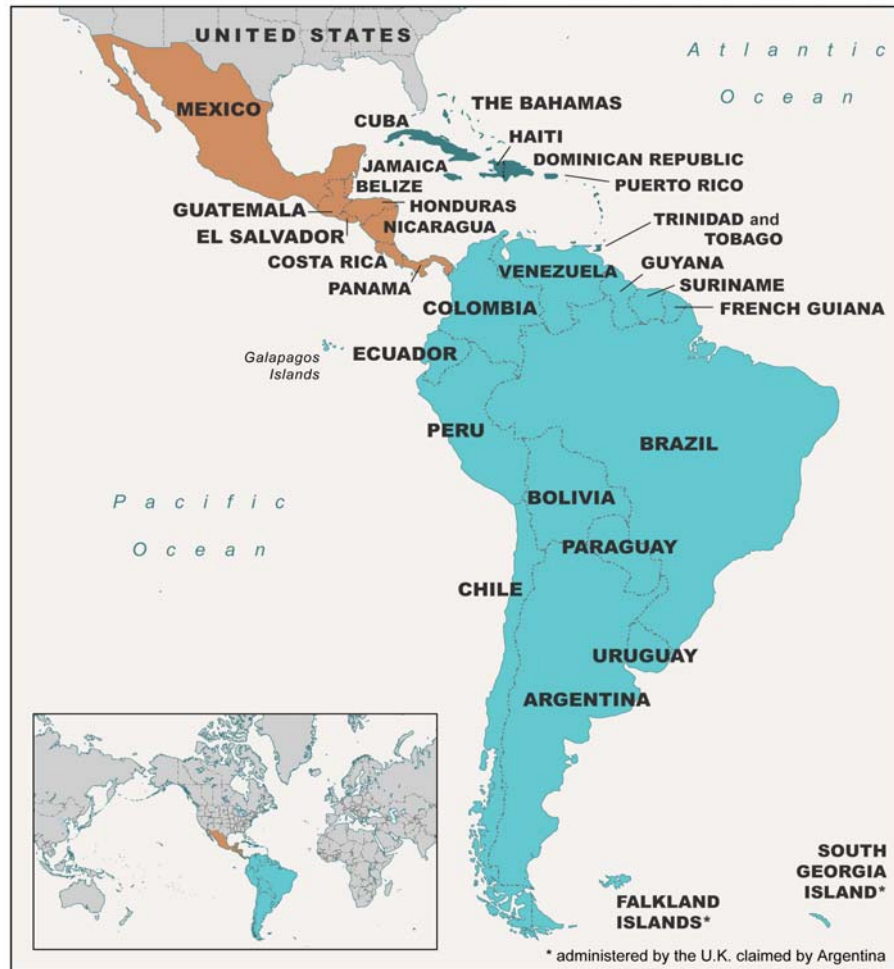 UNITED STATES
Atlantic
Ocean
MEXICO
THE BAHAMAS
CUBA
HAITI
DOMINICAN REPUBLIC
JAMAICA
BELIZE
PUERTO RICO
GUATEMALA
HONDURAS
EL SALVADOR
NICARAGUA
TRINIDAD and
TOBAGO
COSTA RICA
VENEZUELA
GUYANA
PANAMA
SURINAME
COLOMBIA
FRENCH GUIANA
Galapagos
Islands
ECUADOR
PERU
BRAZIL
Pacific
Ocean
BOLIVIA
PARAGUAY
CHILE
URUGUAY
ARGENTINA
SOUTH
GEORGIA
ISLAND*
FALKLAND
ISLANDS*
* administered by the U.K. claimed by Argentina